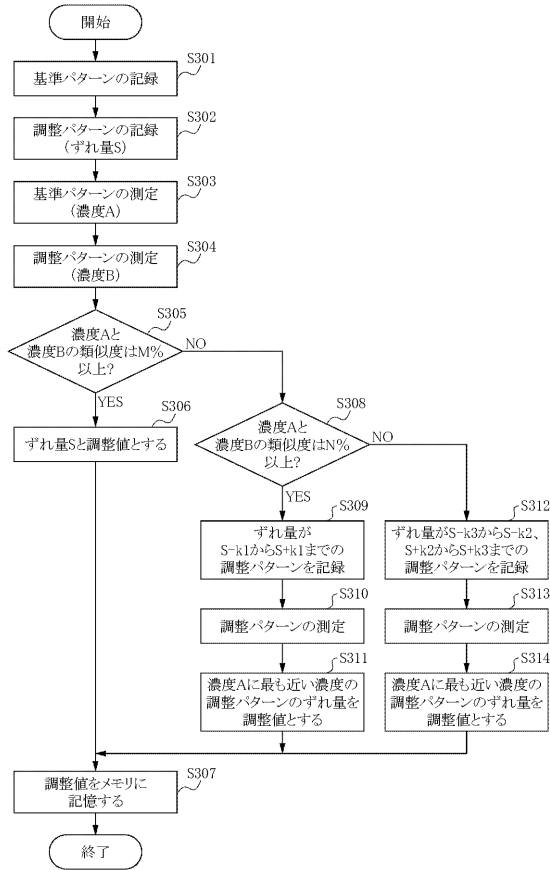 開始
S301
基準パターンの記録
S302
調整パターンの記録
(ずれ量S)
S303
基準パターンの測定
(濃度A)
S304
調整パターンの測定
(濃度B)
S305
濃度Aと
濃度Bの類似度はM%
以上?
NO
YES
S306
ずれ量Sと調整値とする
S308
濃度Aと
濃度Bの類似度はN%
以上?
NO
YES
S309
ずれ量が
S-k1からS+k1までの
調整パターンを記録
S310
調整パターンの測定
S311
濃度Aに最も近い濃度の
調整パターンのずれ量を
調整値とする
S312
ずれ量がS-k3からS-k2、
S+k2からS+k3までの
調整パターンを記録
S313
調整パターンの測定
S314
濃度Aに最も近い濃度の
調整パターンのずれ量を
調整値とする
S307
調整値をメモリに
記憶する
終了